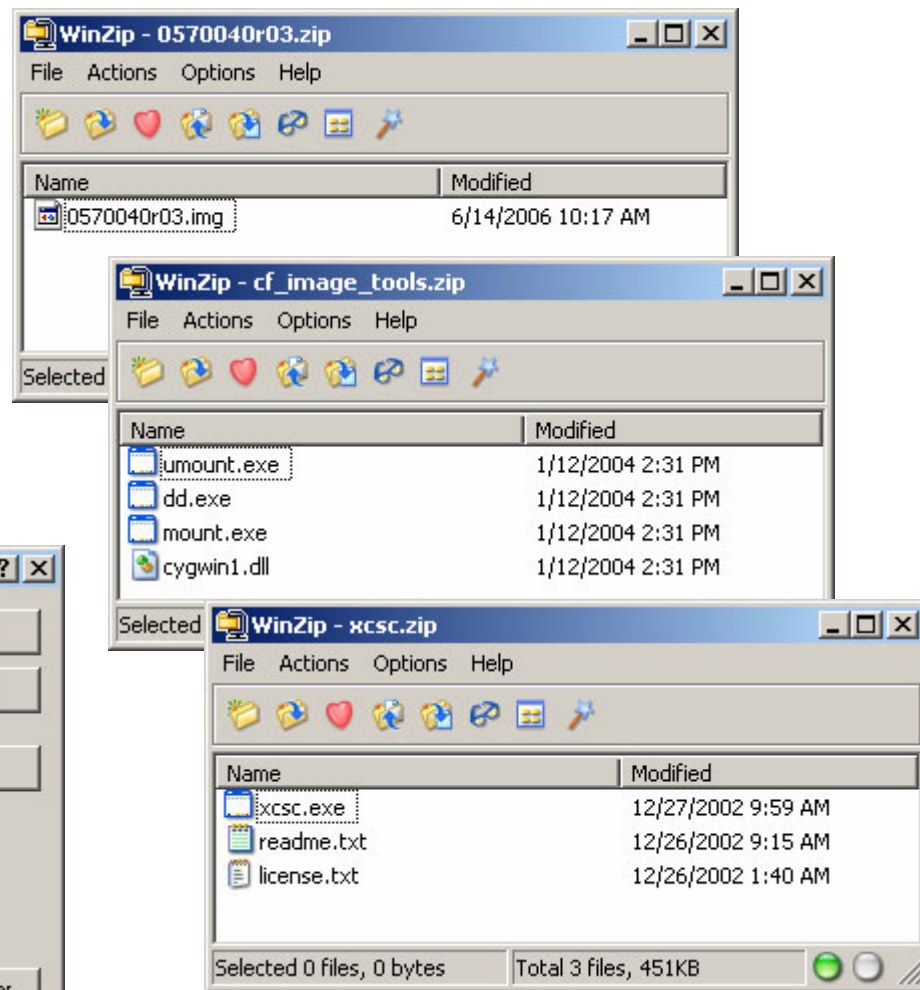 WinZip - 0570040r03.zip
File Actions Options Help
Name Modified
0570040r03.img 6/14/2006 10:17 AM
Selected
WinZip - cf_image_tools.zip
File Actions Options Help
Name Modified
umount.exe 1/12/2004 2:31 PM
dd.exe 1/12/2004 2:31 PM
mount.exe 1/12/2004 2:31 PM
cygwin1.dll 1/12/2004 2:31 PM
Selected
WinZip - xcsc.zip
File Actions Options Help
Name Modified
xcsc.exe 12/27/2002 9:59 AM
readme.txt 12/26/2002 9:15 AM
license.txt 12/26/2002 1:40 AM
Selected 0 files, 0 bytes Total 3 files, 451KB